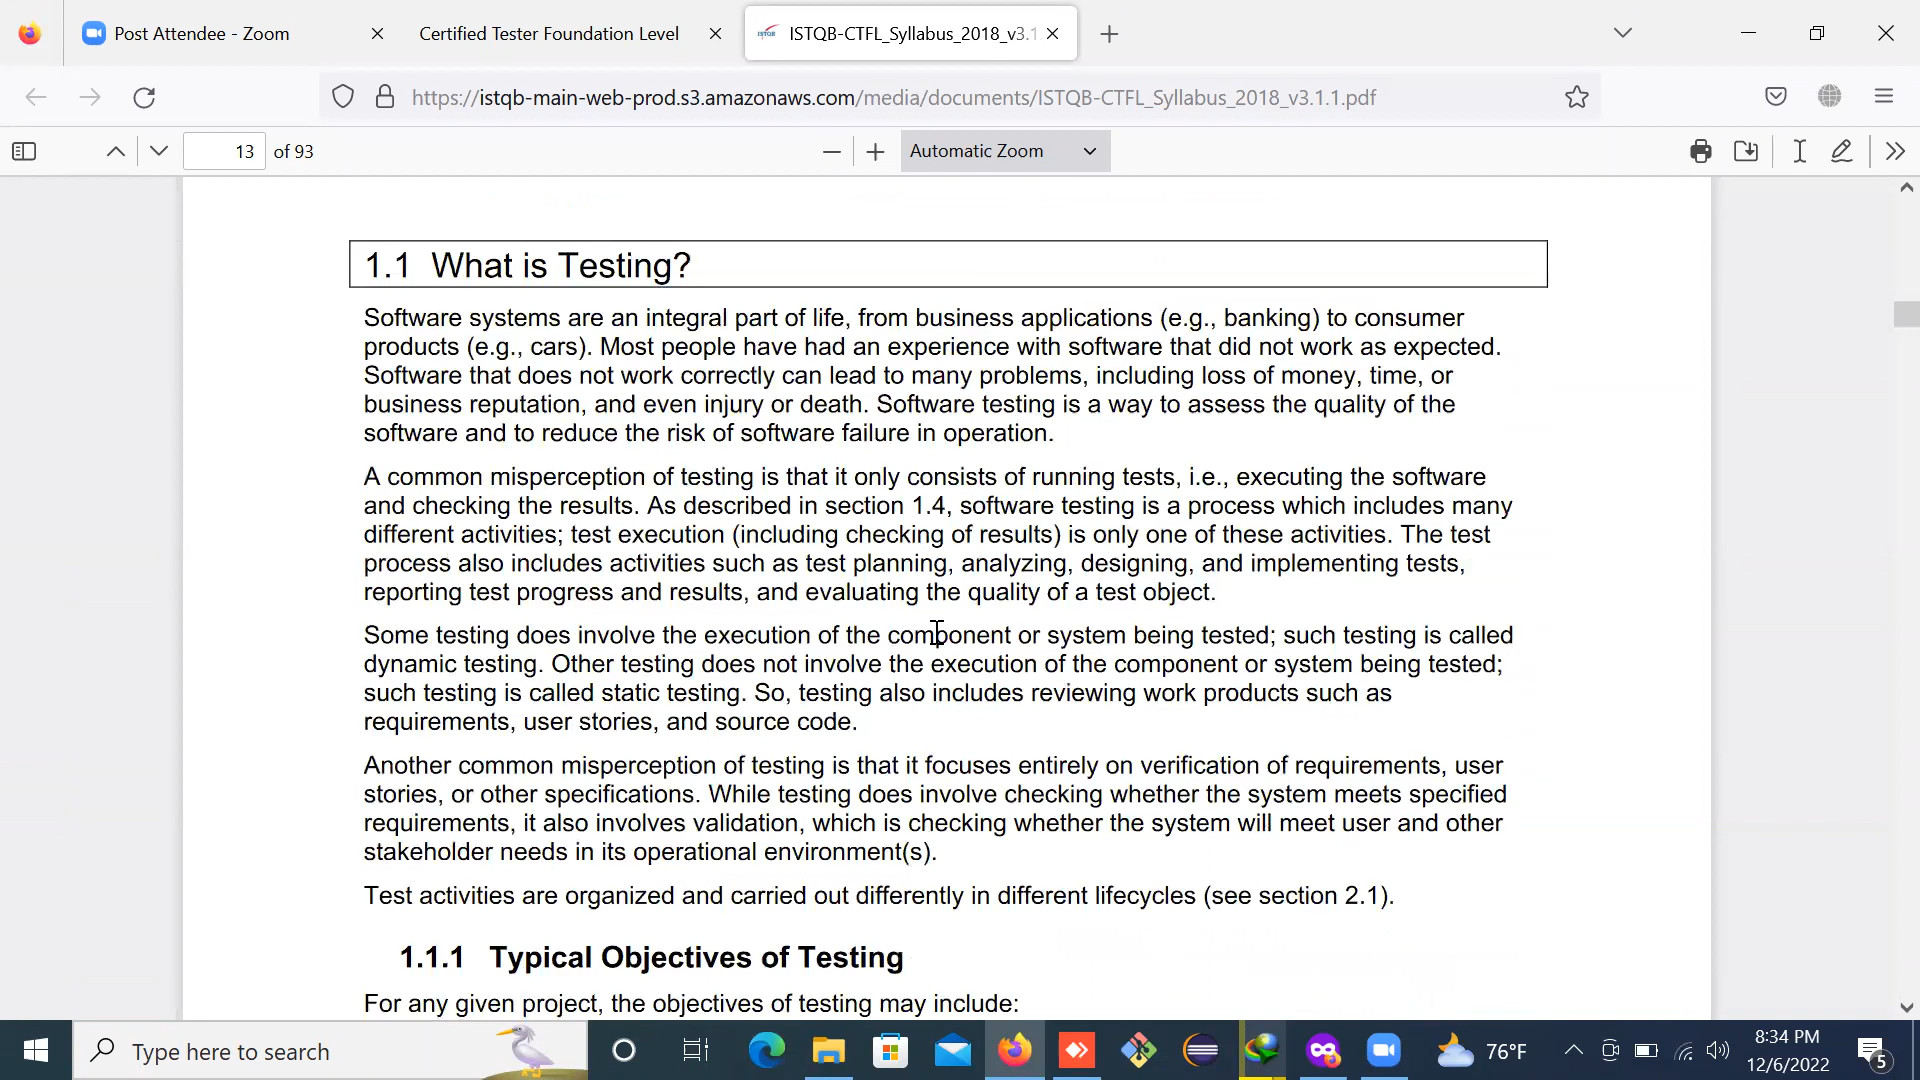 Post Attendee - Zoom
Certified Tester Foundation Level
ISTQB-CTFL_Syllabus_2018_v3.1.
https://istqb-main-web-prod.s3.amazonaws.com/media/documents/ISTQB-CTFL_Syllabus_2018_v3.1.1.pdf
13 of 93
Automatic Zoom
1.1 What is Testing?
Software systems are an integral part of life, from business applications (e.g., banking) to consumer
products (e.g., cars). Most people have had an experience with software that did not work as expected.
Software that does not work correctly can lead to many problems, including loss of money, time, or
business reputation, and even injury or death. Software testing is a way to assess the quality of the
software and to reduce the risk of software failure in operation.
A common misperception of testing is that it only consists of running tests, i.e., executing the software
and checking the results. As described in section 1.4, software testing is a process which includes many
different activities; test execution (including checking of results) is only one of these activities. The test
process also includes activities such as test planning, analyzing, designing, and implementing tests,
reporting test progress and results, and evaluating the quality of a test object.
Some testing does involve the execution of the component or system being tested; such testing is called
dynamic testing. Other testing does not involve the execution of the component or system being tested;
such testing is called static testing. So, testing also includes reviewing work products such as
requirements, user stories, and source code.
Another common misperception of testing is that it focuses entirely on verification of requirements, user
stories, or other specifications. While testing does involve checking whether the system meets specified
requirements, it also involves validation, which is checking whether the system will meet user and other
stakeholder needs in its operational environment(s).
Test activities are organized and carried out differently in different lifecycles (see section 2.1).
1.1.1 Typical Objectives of Testing
For any given project, the objectives of testing may include:
Type here to search
76°F
8:34 PM
12/6/2022
5